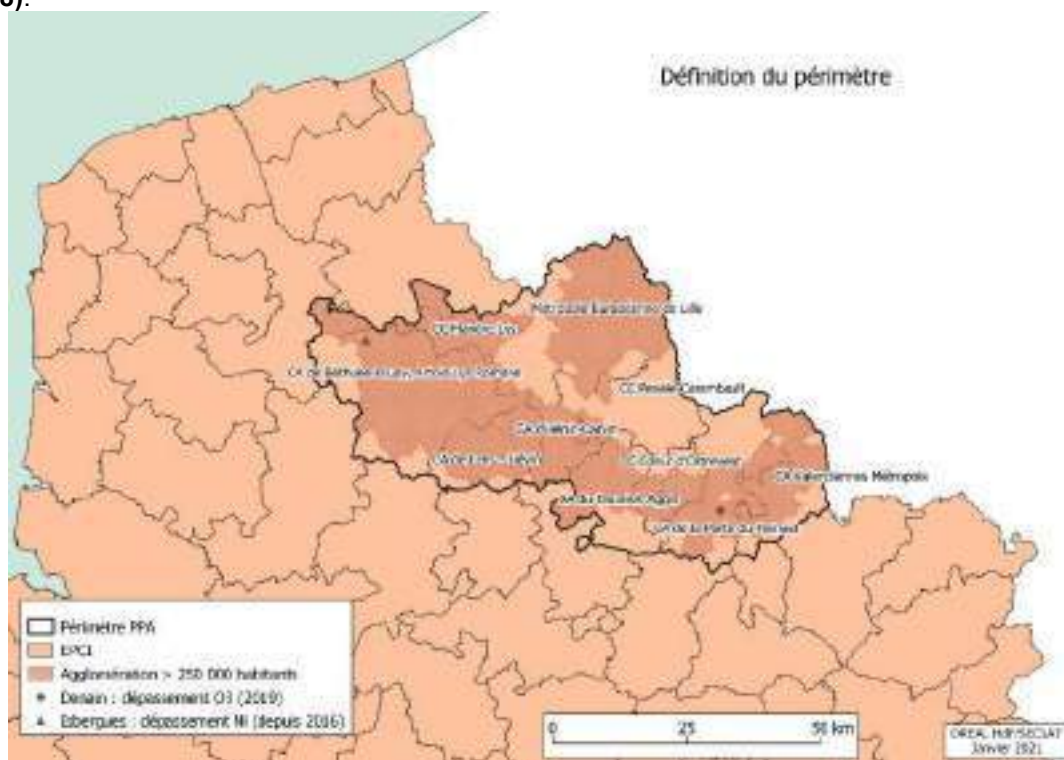 6).
Définition du périmètre
Métropole Européenne de Lille
CC Flandre Lys
CA de Béthune-Bruay, Artois Lys Romane
CC Pévèle-Carembault
CA Hénin-Carvin
CA de Lens - Liévin
CC Cœur d'Ostrevent
CA Valenciennes Métropole
CA du Douaisis Agglo
CA de la Porte du Hainaut
Périmètre PPA
EPCI
Agglomération > 250 000 habitants
Denain : dépassement O3 (2019)
Isbergues : dépassement Ni (depuis 2016)
0 25 50 km
DREAL HdF/SECLAT
Janvier 2021